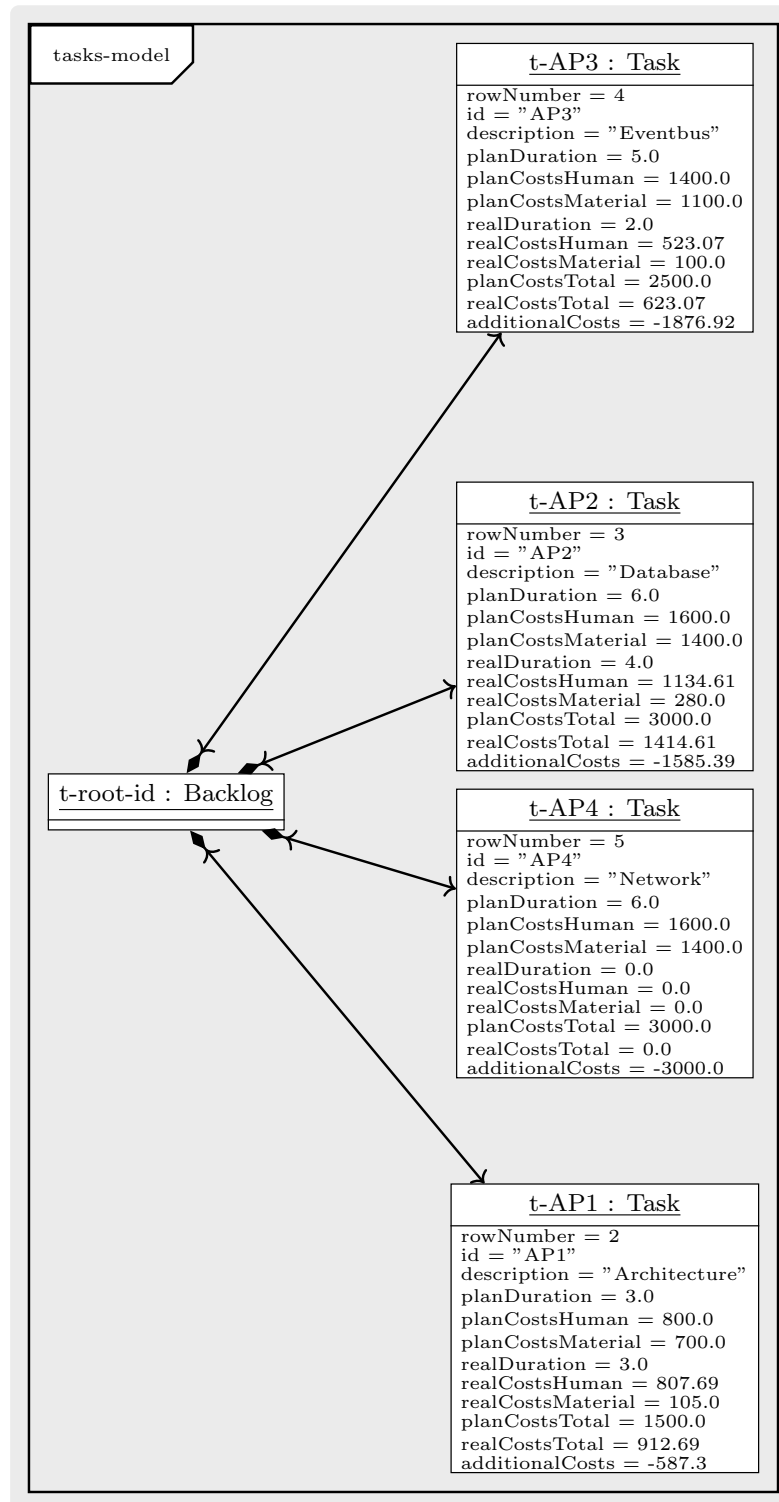 tasks-model
t-AP3 : Task
rowNumber = 4
id = "AP3"
description = "Eventbus"
planDuration = 5.0
planCostsHuman = 1400.0
planCostsMaterial = 1100.0
realDuration = 2.0
realCostsHuman = 523.07
realCostsMaterial = 100.0
planCostsTotal = 2500.0
realCostsTotal = 623.07
additionalCosts = -1876.92
t-AP2 : Task
rowNumber = 3
id = "AP2"
description = "Database"
planDuration = 6.0
planCostsHuman = 1600.0
planCostsMaterial = 1400.0
realDuration = 4.0
realCostsHuman = 1134.61
realCostsMaterial = 280.0
planCostsTotal = 3000.0
realCostsTotal = 1414.61
additionalCosts = -1585.39
t-root-id : Backlog
t-AP4 : Task
rowNumber = 5
id = "AP4"
description = "Network"
planDuration = 6.0
planCostsHuman = 1600.0
planCostsMaterial = 1400.0
realDuration = 0.0
realCostsHuman = 0.0
realCostsMaterial = 0.0
planCostsTotal = 3000.0
realCostsTotal = 0.0
additionalCosts = -3000.0
t-AP1 : Task
rowNumber = 2
id = "AP1"
description = "Architecture"
planDuration = 3.0
planCostsHuman = 800.0
planCostsMaterial = 700.0
realDuration = 3.0
realCostsHuman = 807.69
realCostsMaterial = 105.0
planCostsTotal = 1500.0
realCostsTotal = 912.69
additionalCosts = -587.3